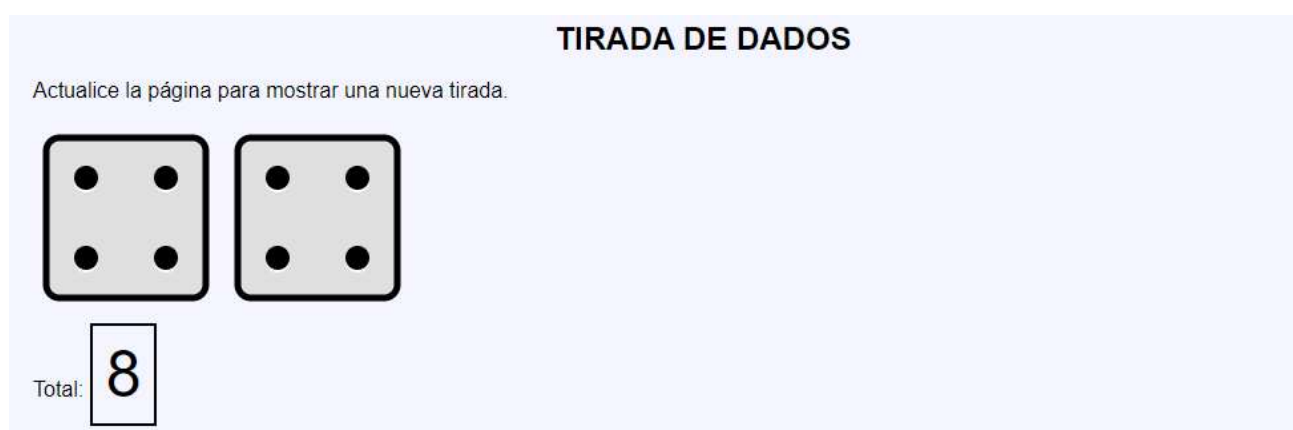 TIRADA DE DADOS
Actualice la página para mostrar una nueva tirada.
Total: 8